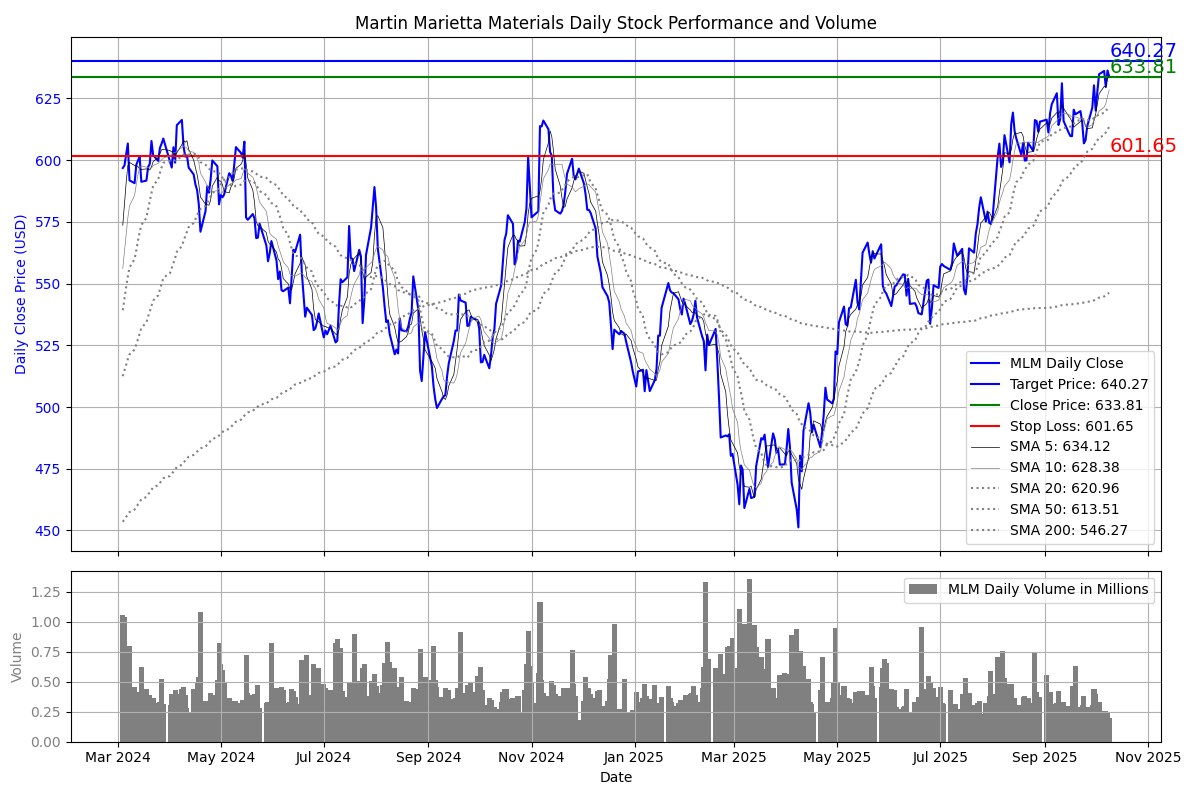 Martin Marietta Materials Daily Stock Performance and Volume
640.27
633.81
601.65
Daily Close Price (USD)
625
600
575
550
525
500
475
450
MLM Daily Close
Target Price: 640.27
Close Price: 633.81
Stop Loss: 601.65
SMA 5: 634.12
SMA 10: 628.38
SMA 20: 620.96
SMA 50: 613.51
SMA 200: 546.27
Volume
1.25
1.00
0.75
0.50
0.25
0.00
MLM Daily Volume in Millions
Mar 2024 May 2024 Jul 2024 Sep 2024 Nov 2024 Jan 2025 Mar 2025 May 2025 Jul 2025 Sep 2025 Nov 2025
Date